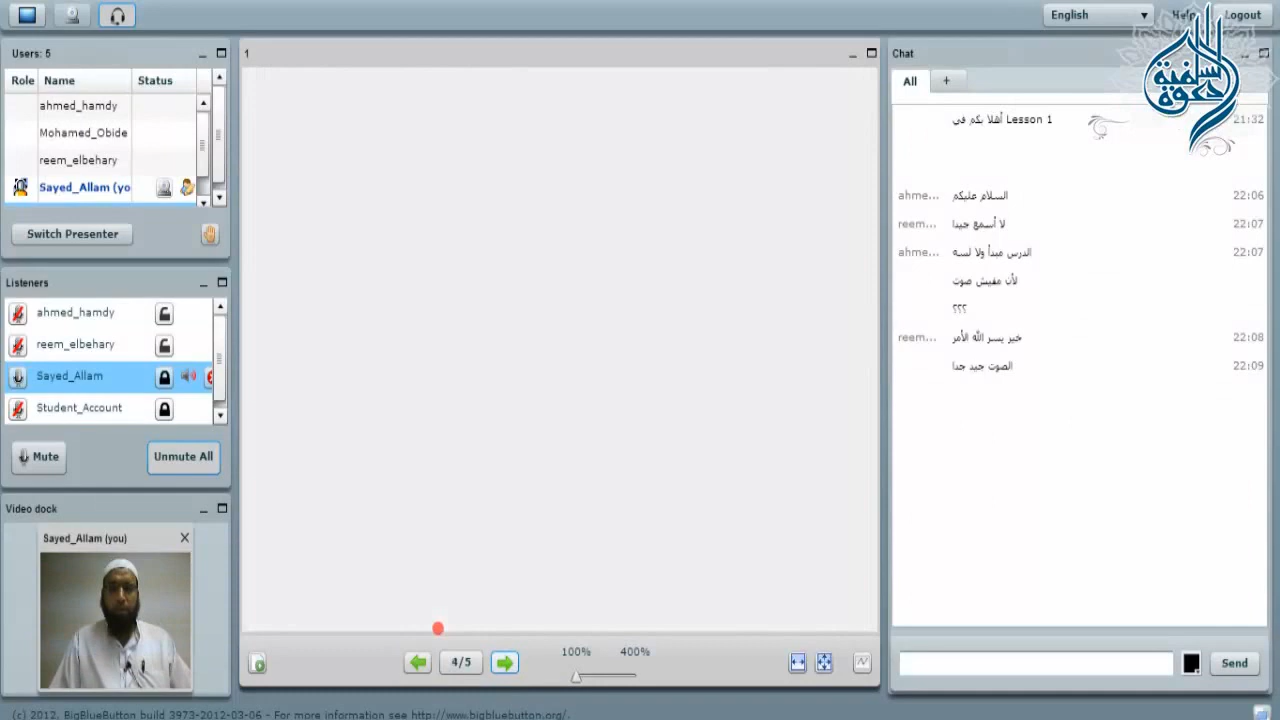 English
Help
Logout
Users: 5
Role Name Status
ahmed_hamdy
Mohamed_Obide
reem_elbehary
Sayed_Allam (yo
Switch Presenter
Listeners
ahmed_hamdy
reem_elbehary
Sayed_Allam
Student_Account
Mute
Unmute All
Video dock
Sayed_Allam (you)
1
4/5
100%
400%
Chat
All
+
أهلا بكم في Lesson 1 21:32
ahme... السلام عليكم 22:06
reem... لا أسمع جيدا 22:07
ahme... الدرس مبدأ ولا لسه 22:07
لأن مفيش صوت
؟؟؟
reem... خير يسر الله الأمر 22:08
الصوت جيد جدا 22:09
Send
(c) 2012. BigBlueButton build 3973-2012-03-06 - For more information see http://www.bigbluebutton.org/.